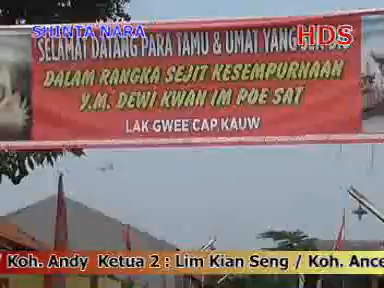 SHINTA NARA
HDS
SELAMAT DATANG PARA TAMU & UMAT YANG
DALAM RANGKA SEJIT KESEMPURNAAN
Y.M. DEWI KWAN IM POE SAT
LAK GWEE CAP KAUW
/ Koh. Andy Ketua 2 : Lim Kian Seng / Koh. Ance